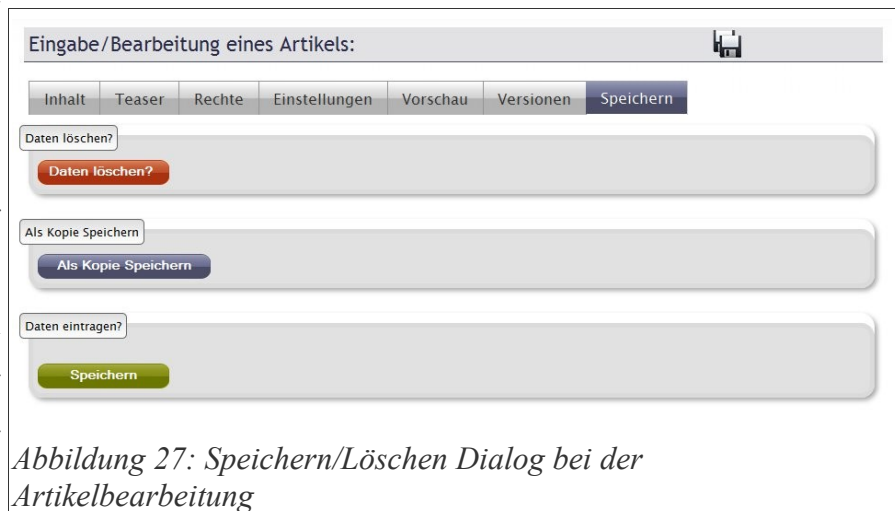 Eingabe/Bearbeitung eines Artikels:
Inhalt Teaser Rechte Einstellungen Vorschau Versionen Speichern
Daten löschen?
Daten löschen?
Als Kopie Speichern
Als Kopie Speichern
Daten eintragen?
Speichern
Abbildung 27: Speichern/Löschen Dialog bei der
Artikelbearbeitung